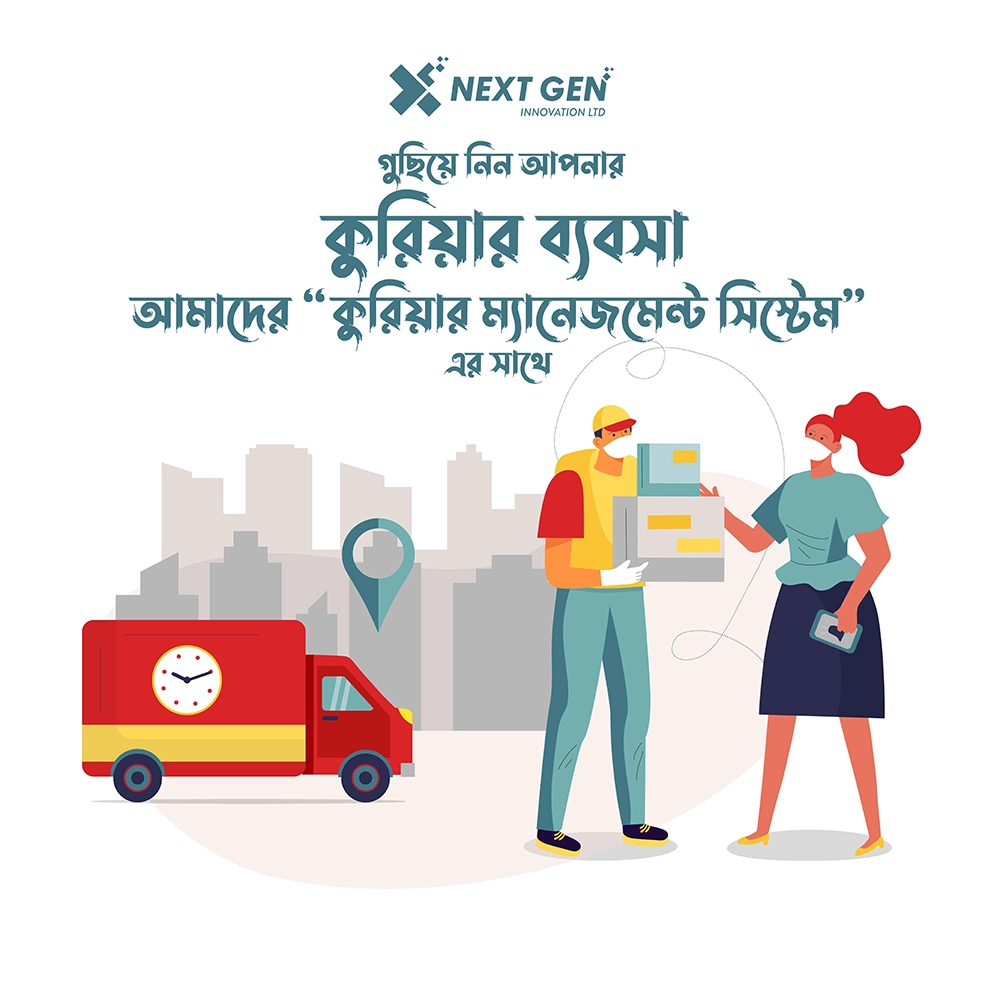 NEXT GEN
INNOVATION LTD
গুছিয়ে নিন আপনার
কুরিয়ার ব্যবসা
আমাদের “কুরিয়ার ম্যানেজমেন্ট সিস্টেম”
এর সাথে